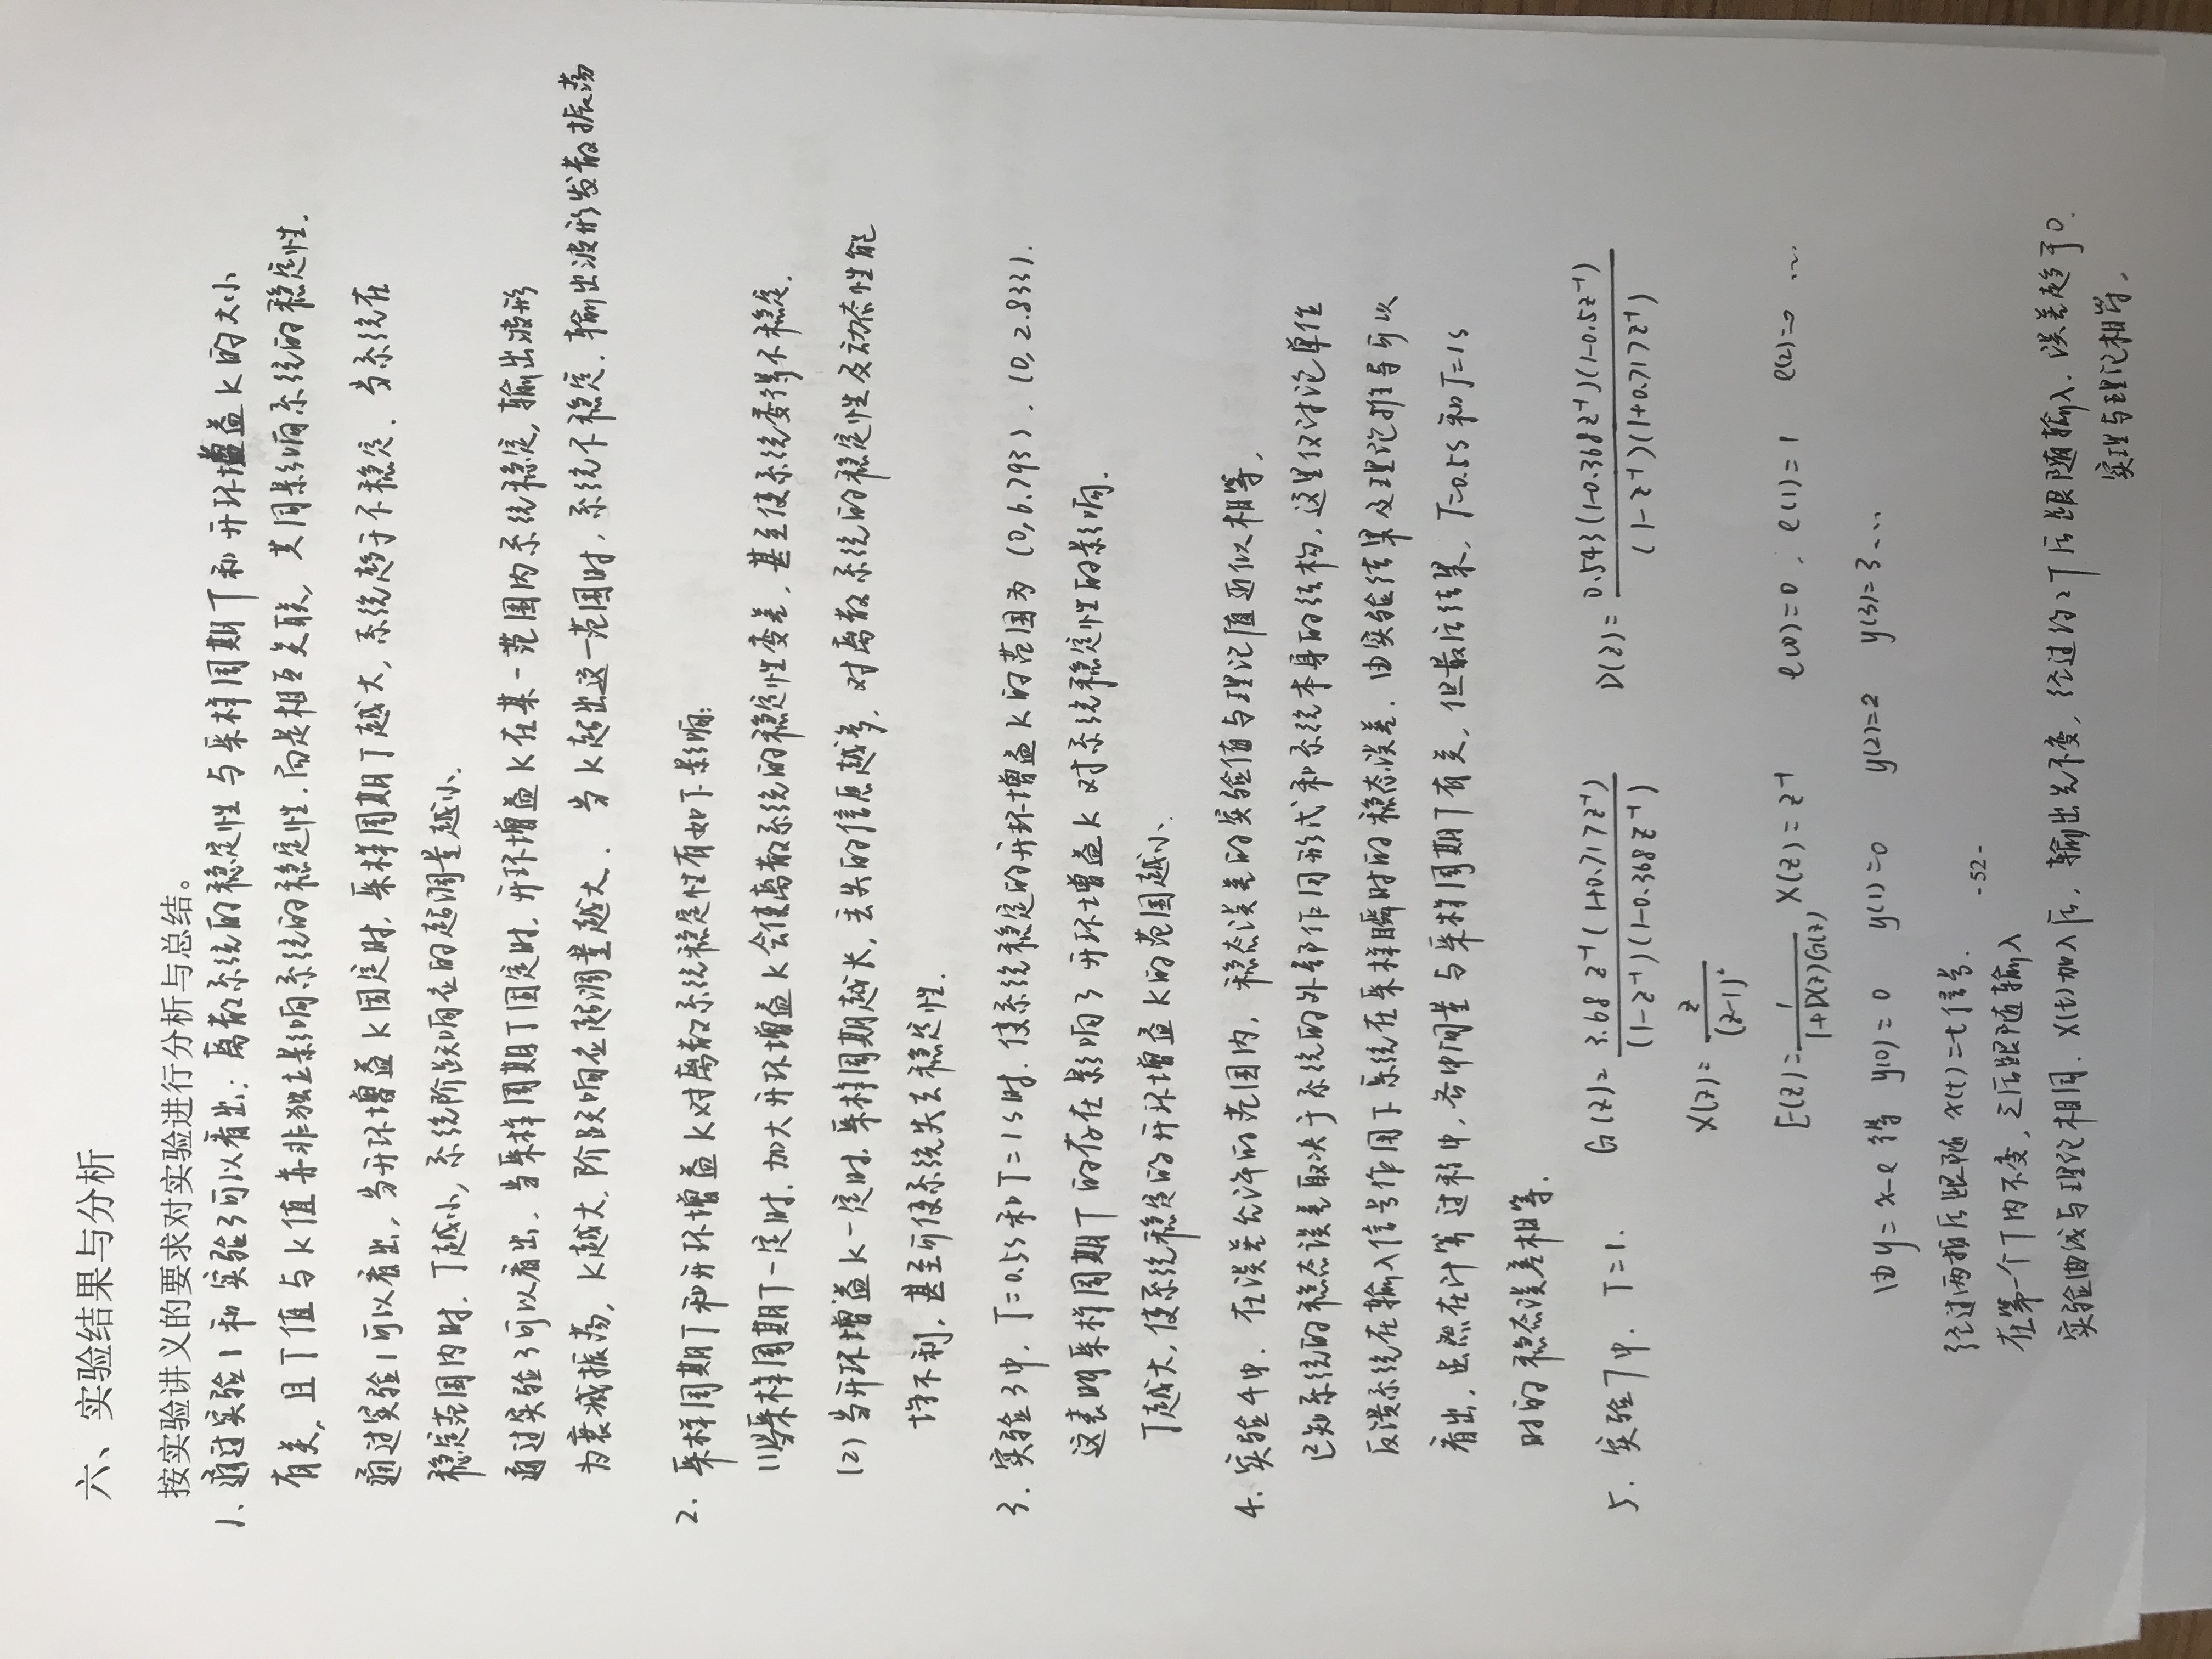 六、实验结果与分析
按实验讲义的要求对实验进行分析与总结。
1、通过实验1和实验3可以看出:离散系统的稳定性与采样周期T和开环增益K的大小
有关,且T值与K值并非独立影响系统的稳定性.而是相互关联,共同影响系统的稳定性.
通过实验1可以看出,当开环增益K固定时,采样周期T越大,系统趋于不稳定.当系统在
稳定范围内时.T越小,系统阶跃响应的超调量越小.
通过实验3可以看出,当采样周期T固定时,开环增益K在某一范围内系统稳定,输出波形
为衰减振荡,K越大,阶跃响应超调量越大.当K超出这一范围时,系统不稳定.输出波形发散振荡
2.采样周期T和开环增益K对离散系统稳定性有如下影响:
(1)当采样周期T一定时,加大开环增益K会使离散系统的稳定性变差,甚至使系统变得不稳定.
(2)当开环增益K一定时,采样周期越长,丢失的信息越多,对离散系统的稳定性及动态性能
均不利,甚至可使系统失去稳定性.
3.实验3中,T=0.5s和T=1s时.使系统稳定的开环增益K的范围为(0,6.793).(0,2.833).
这表明采样周期T的存在影响了开环增益K对系统稳定性的影响.
T越大,使系统稳定的开环增益K的范围越小.
4.实验4中.在误差允许的范围内,稳态误差的实验值与理论值近似相等,
已知系统的稳态误差取决于系统的外部作用形式和系统本身的结构,这里仅讨论单位
反馈系统在输入信号作用下系统在采样瞬时的稳态误差.由实验结果及理论推导可以
看出,虽然在计算过程中,各中间量与采样周期T有关,但最后结果,T=0.5s和T=1s
时的稳态误差相等.
5.实验7中.T=1. G(z)=\frac{3.68 z^{-1}(1+0.717z^{-1})}{(1-z^{-1})(1-0.368z^{-1})} D(z)=\frac{0.543(1-0.368z^{-1})(1-0.5z^{-1})}{(1-z^{-1})(1+0.717z^{-1})}
X(z)=\frac{z}{(z-1)^2}
E(z)=\frac{1}{1+D(z)G(z)}X(z)=z^{-1} e(0)=0, e(1)=1 e(2)=0 ...
由y=x-e得 y(0)=0 y(1)=0 y(2)=2 y(3)=3...
经过两拍后跟随x(t)=t信号.
- 52 -
在第一个T内不变,之后跟随输入
实验曲线与理论相同.x(t)加入后,输出先不变,经过约2T后跟随输入.误差趋于0.
实理与理论相符.